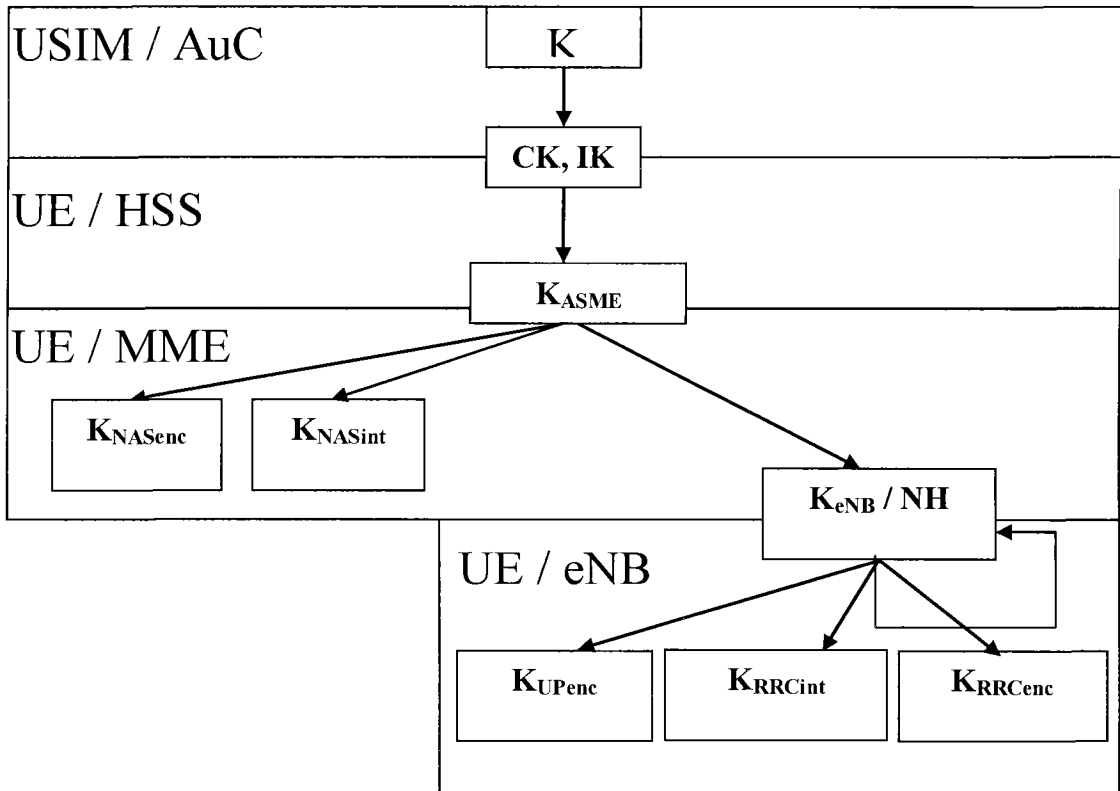 USIM / AuC
K
CK, IK
UE / HSS
KASME
UE / MME
KNASenc
KNASint
KeNB / NH
UE / eNB
KUPenc
KRRCint
KRRCenc